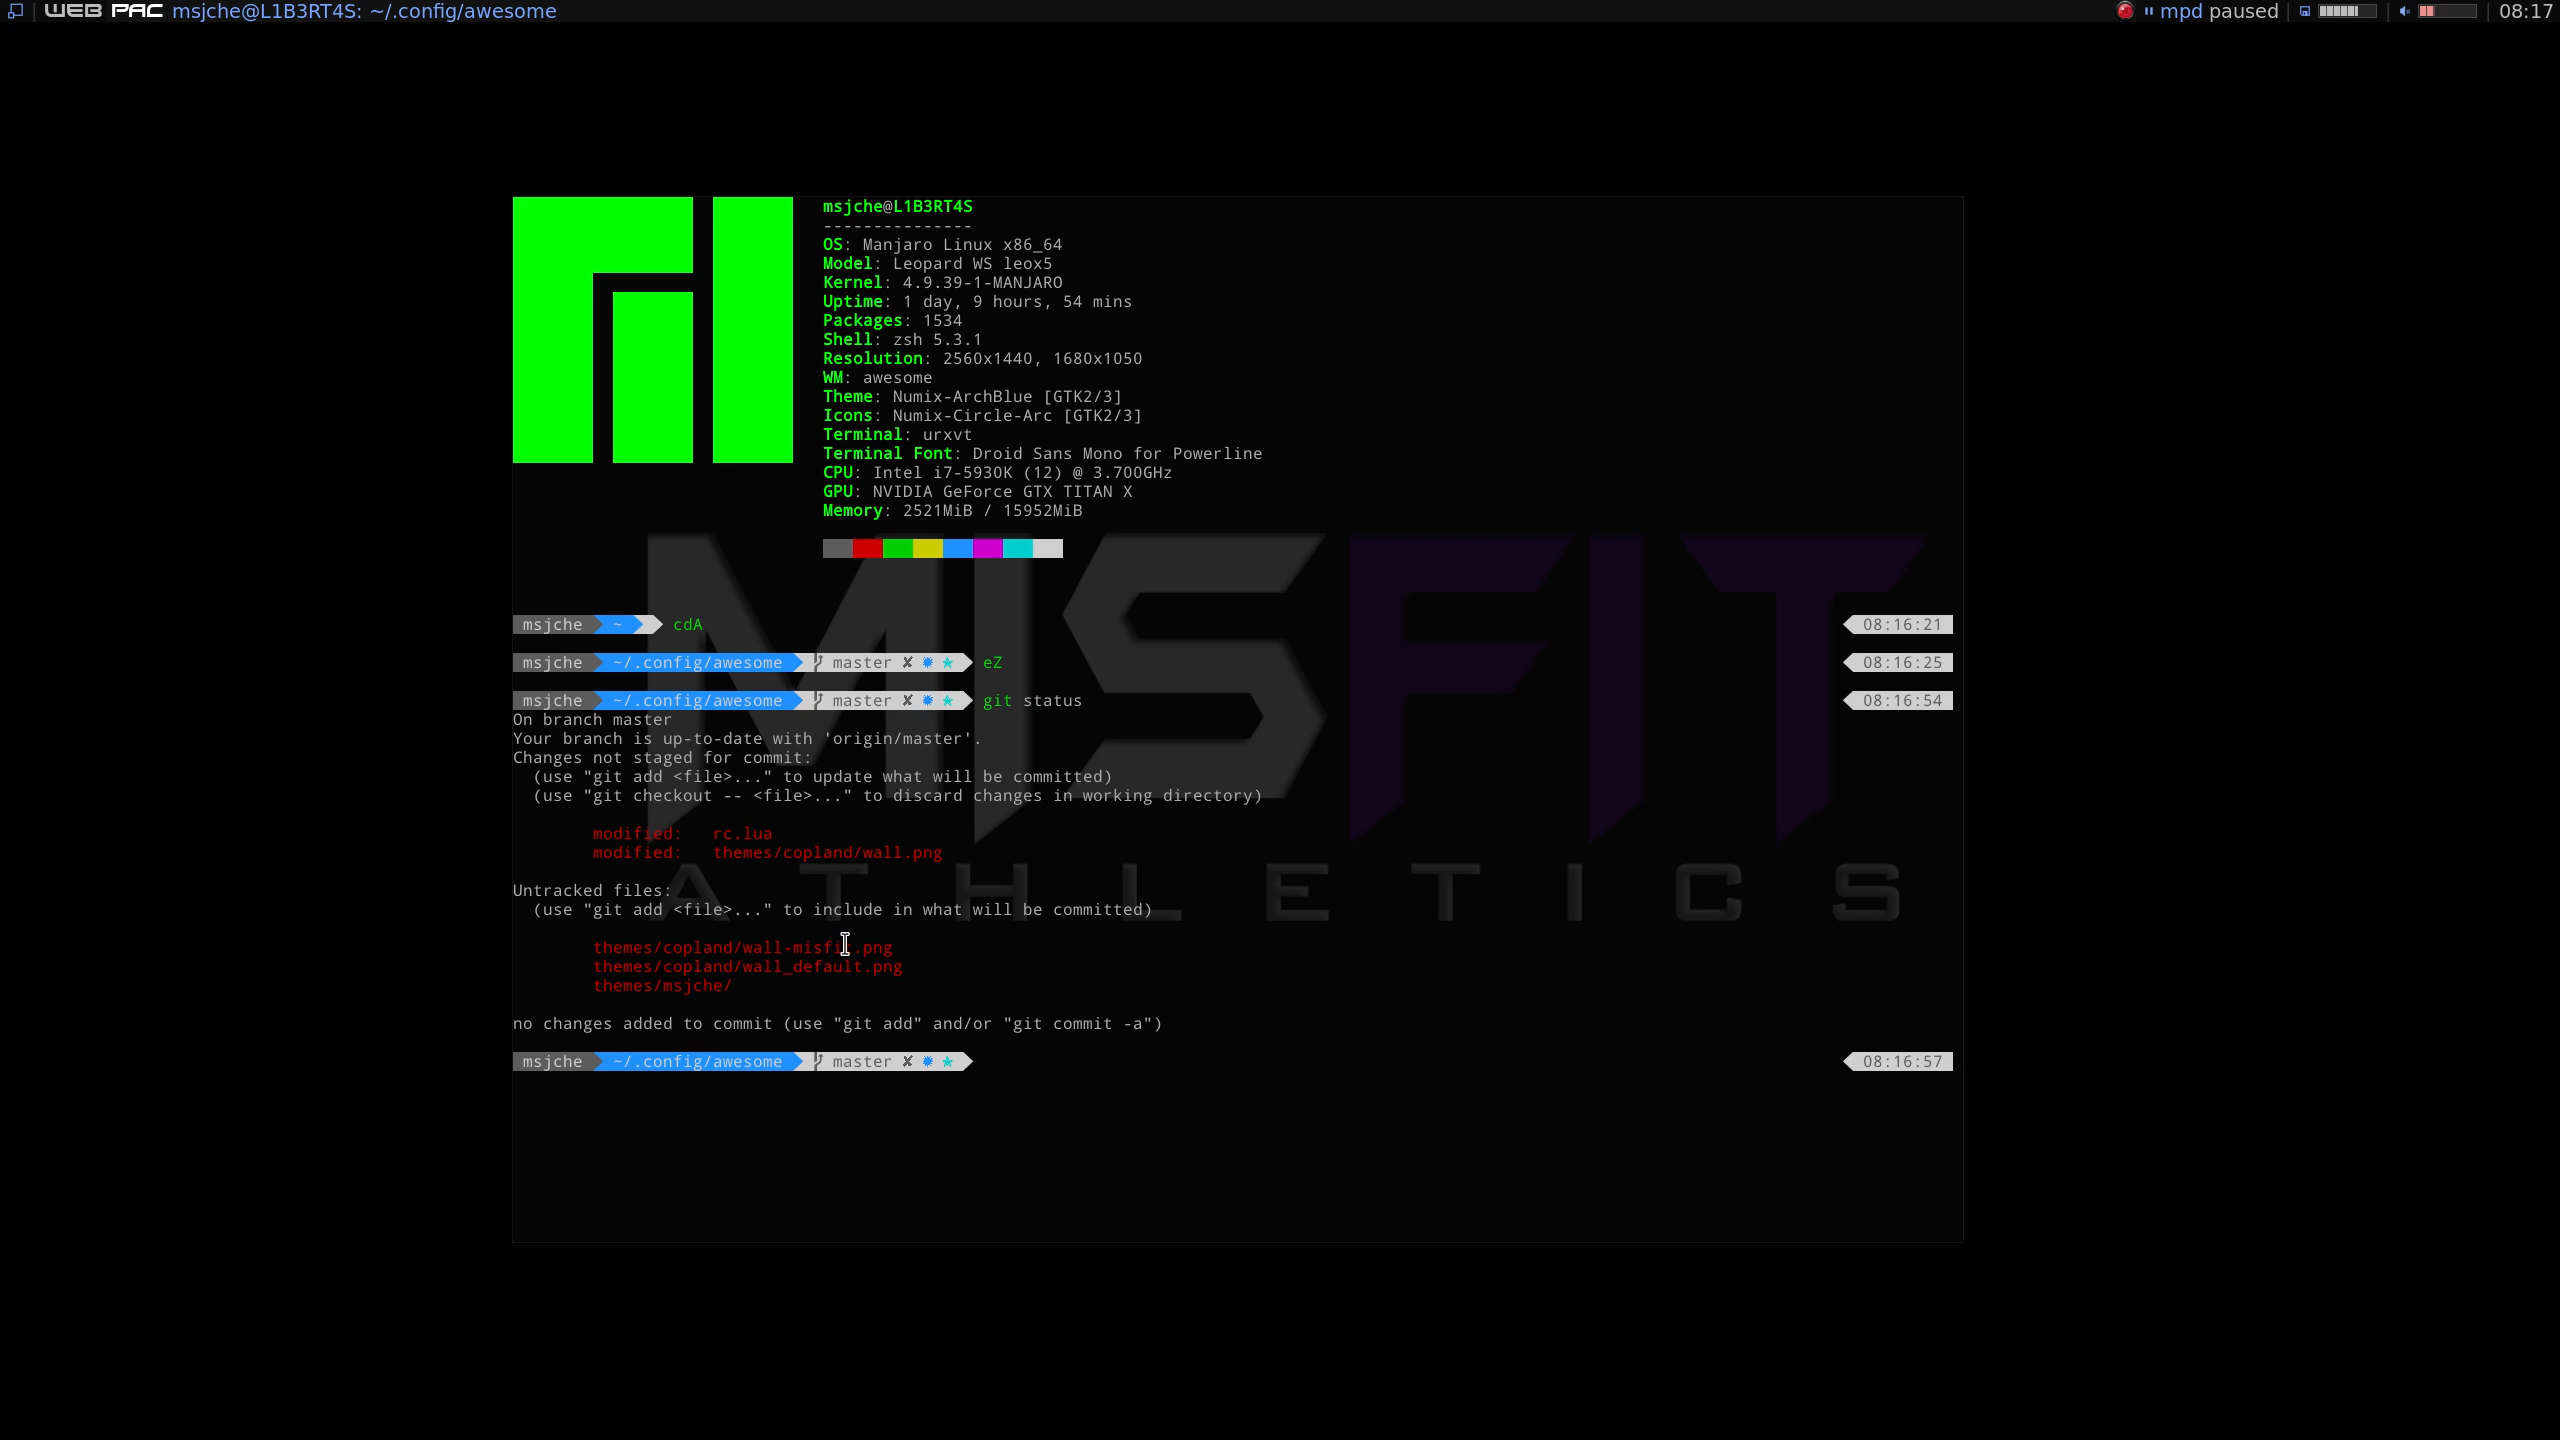 WEB PAC msjche@L1B3RT4S: ~/.config/awesome mpd paused 08:17
msjche@L1B3RT4S
---------------
OS: Manjaro Linux x86_64
Model: Leopard WS leox5
Kernel: 4.9.39-1-MANJARO
Uptime: 1 day, 9 hours, 54 mins
Packages: 1534
Shell: zsh 5.3.1
Resolution: 2560x1440, 1680x1050
WM: awesome
Theme: Numix-ArchBlue [GTK2/3]
Icons: Numix-Circle-Arc [GTK2/3]
Terminal: urxvt
Terminal Font: Droid Sans Mono for Powerline
CPU: Intel i7-5930K (12) @ 3.700GHz
GPU: NVIDIA GeForce GTX TITAN X
Memory: 2521MiB / 15952MiB
MISFIT
ATHLETICS
msjche ~ cdA 08:16:21
msjche ~/.config/awesome master ✘ ✹ ✭ eZ 08:16:25
msjche ~/.config/awesome master ✘ ✹ ✭ git status 08:16:54
On branch master
Your branch is up-to-date with 'origin/master'.
Changes not staged for commit:
(use "git add <file>..." to update what will be committed)
(use "git checkout -- <file>..." to discard changes in working directory)
modified: rc.lua
modified: themes/copland/wall.png
Untracked files:
(use "git add <file>..." to include in what will be committed)
themes/copland/wall-misfit.png
themes/copland/wall_default.png
themes/msjche/
no changes added to commit (use "git add" and/or "git commit -a")
msjche ~/.config/awesome master ✘ ✹ ✭ 08:16:57